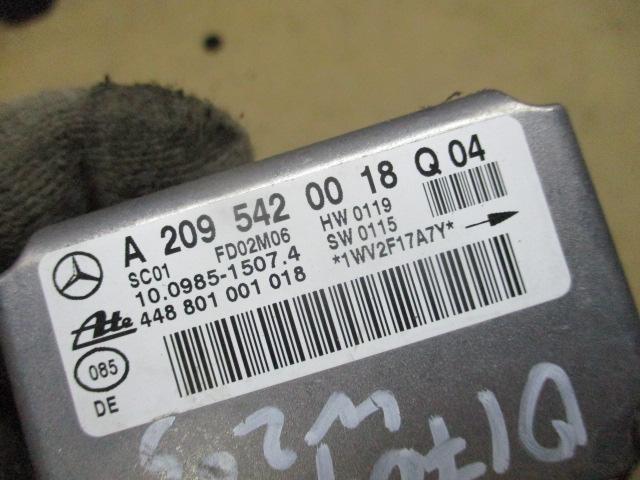 A 209 542 00 18 Q 04
SC01 FD02M06 HW 0119
10.0985-1507.4 SW 0115
Ate 448 801 001 018 *1WV2F17A7Y*
085
DE